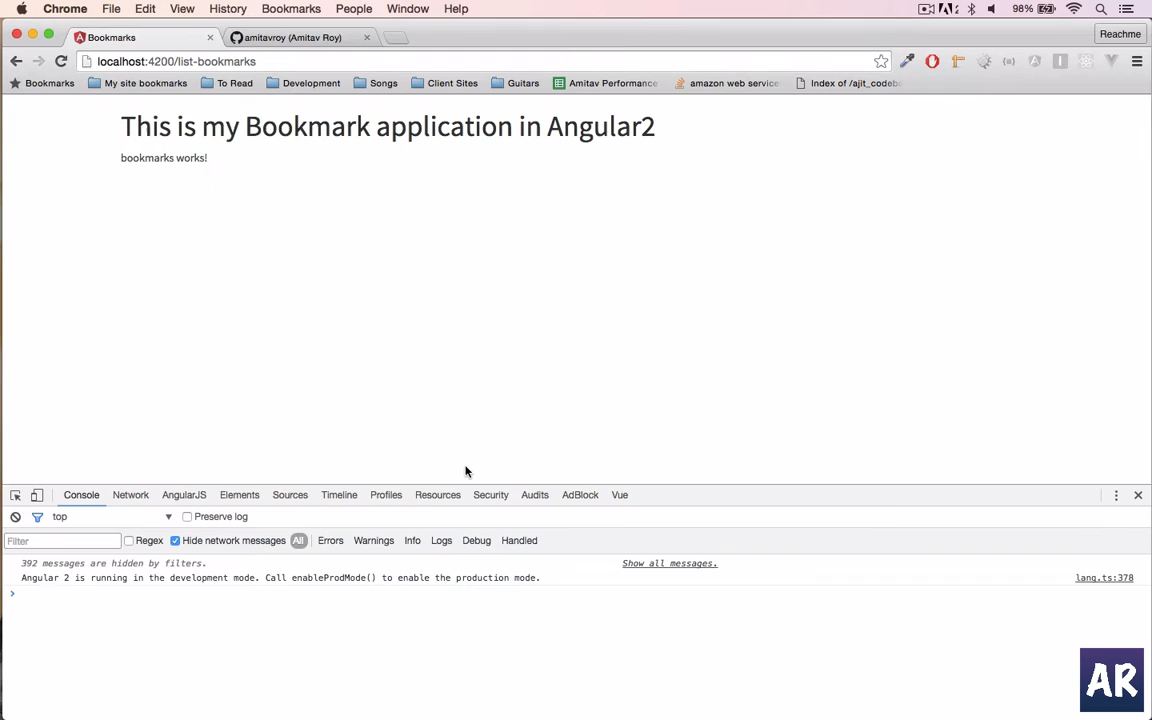 Chrome File Edit View History Bookmarks People Window Help 98%
Bookmarks amitavroy (Amitav Roy) Reachme
localhost:4200/list-bookmarks
Bookmarks My site bookmarks To Read Development Songs Client Sites Guitars Amitav Performance amazon web service Index of /ajit_codeb
This is my Bookmark application in Angular2
bookmarks works!
Console Network AngularJS Elements Sources Timeline Profiles Resources Security Audits AdBlock Vue
top Preserve log
Filter Regex Hide network messages All Errors Warnings Info Logs Debug Handled
392 messages are hidden by filters. Show all messages.
Angular 2 is running in the development mode. Call enableProdMode() to enable the production mode. lang.ts:378
AR